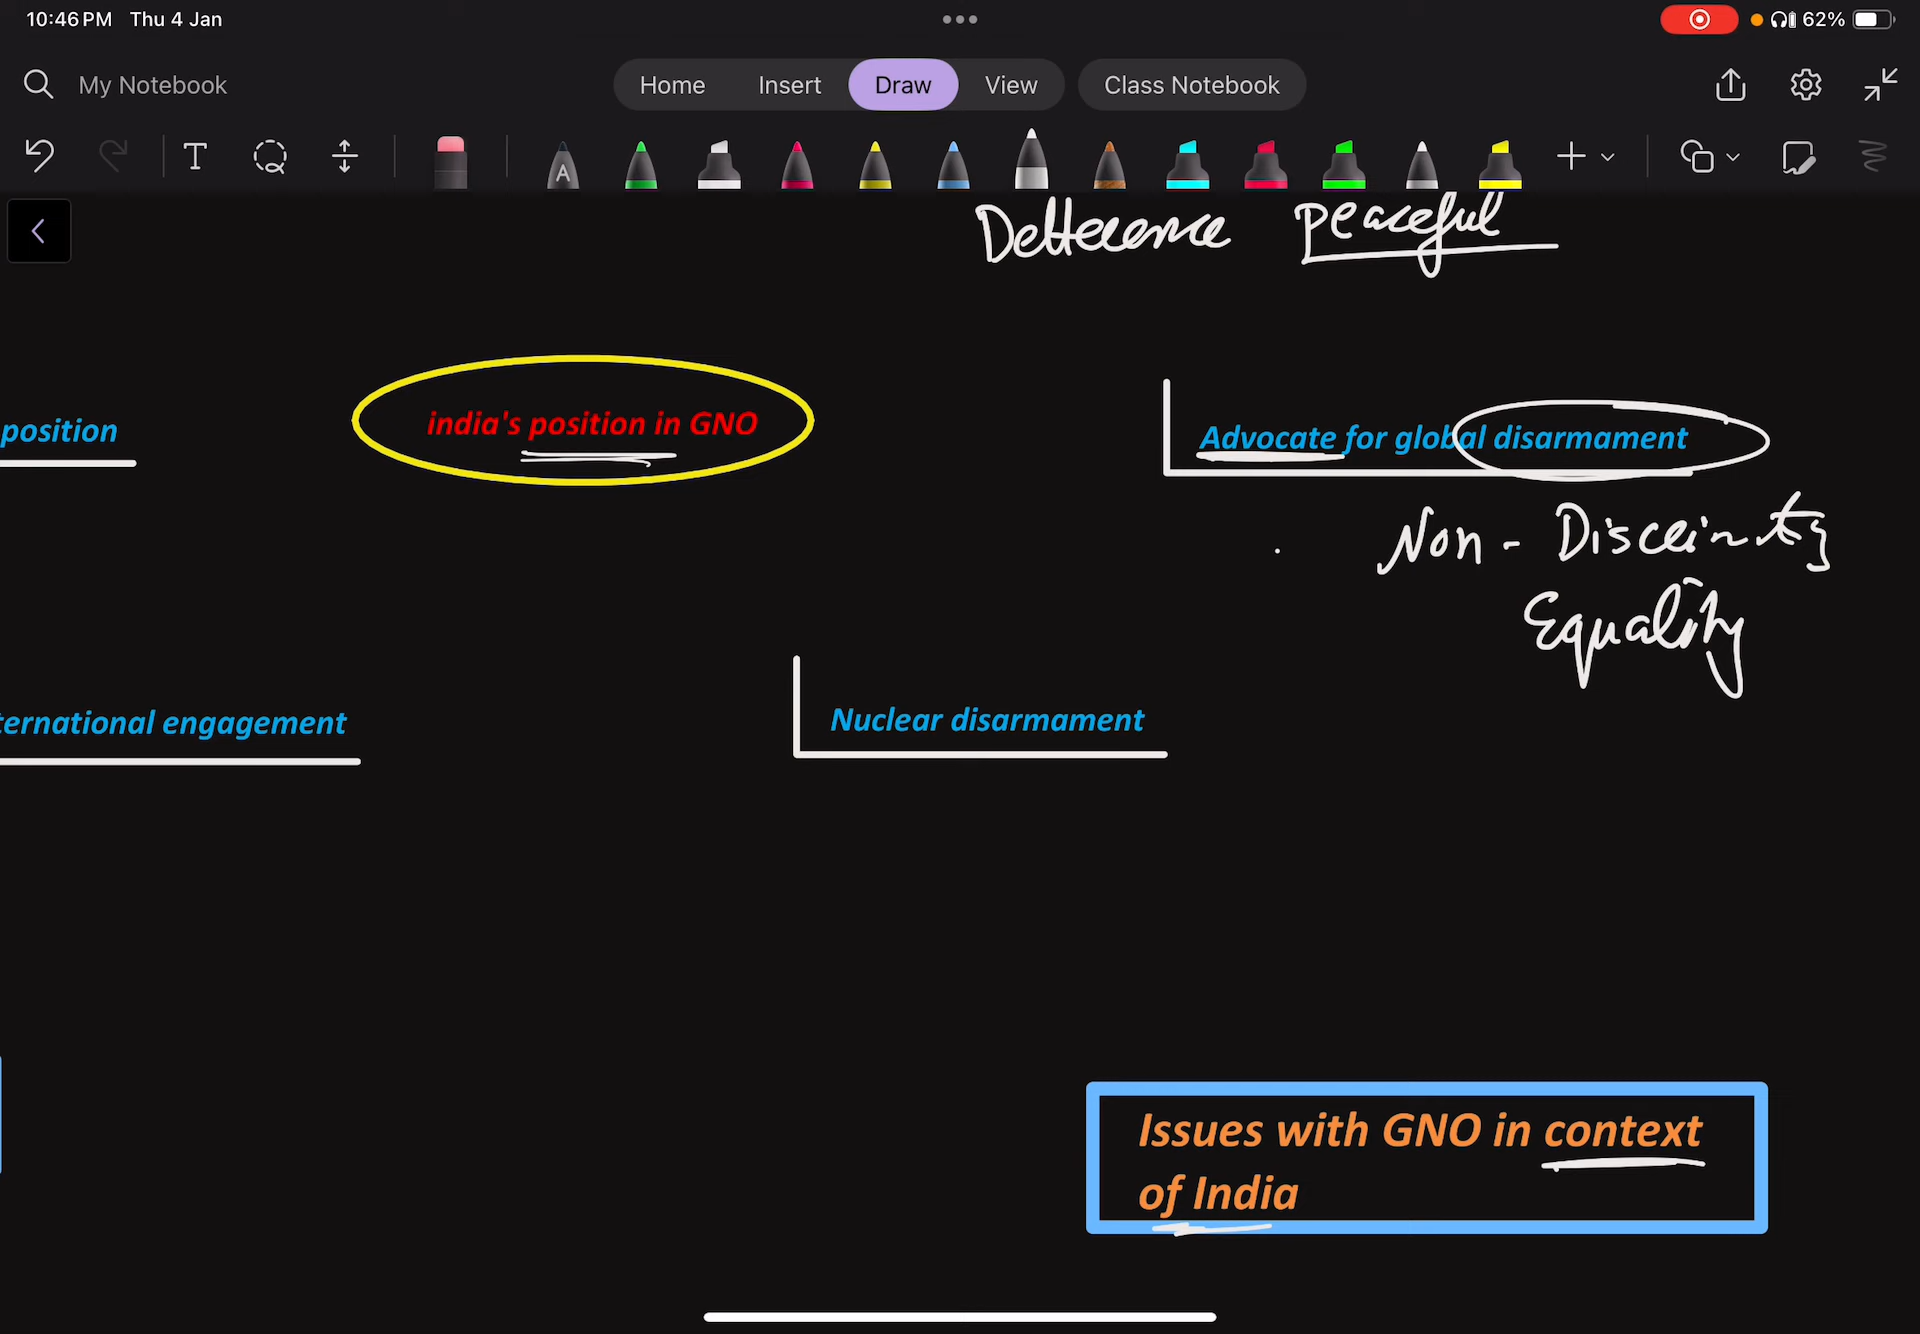 10:46 PM Thu 4 Jan
62%
My Notebook
Home Insert Draw View Class Notebook
T
A
Detterence peaceful
position
india's position in GNO
Advocate for global disarmament
Non -
Equality
ternational engagement
Nuclear disarmament
Issues with GNO in context
of India